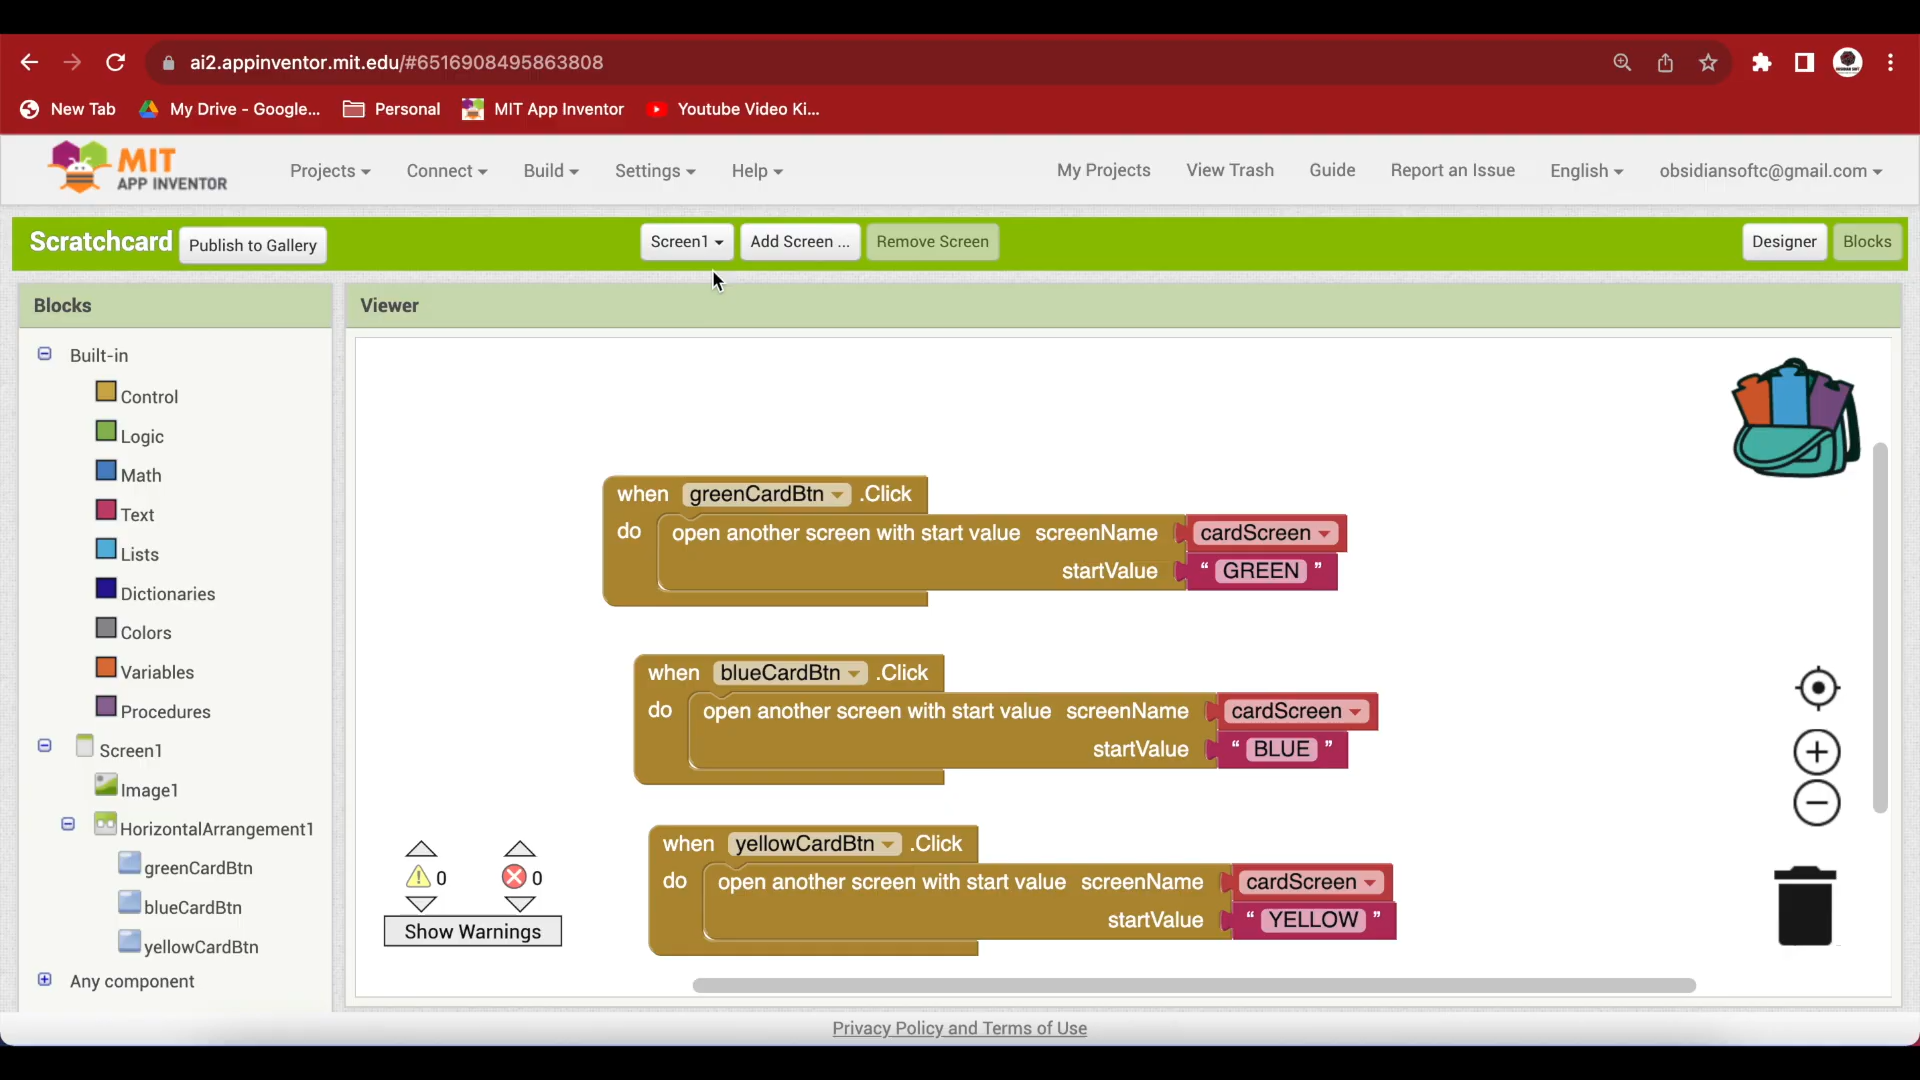 ai2.appinventor.mit.edu/#6516908495863808
New Tab My Drive - Google... Personal MIT App Inventor Youtube Video Ki...
MIT
APP INVENTOR
Projects Connect Build Settings Help My Projects View Trash Guide Report an Issue English obsidiansoftc@gmail.com
Scratchcard Publish to Gallery Screen1 Add Screen ... Remove Screen Designer Blocks
Blocks Viewer
Built-in
Control
Logic
Math
Text
Lists
Dictionaries
Colors
Variables
Procedures
Screen1
Image1
HorizontalArrangement1
greenCardBtn
blueCardBtn
yellowCardBtn
Any component
when greenCardBtn .Click
do open another screen with start value screenName cardScreen
startValue “ GREEN ”
when blueCardBtn .Click
do open another screen with start value screenName cardScreen
startValue “ BLUE ”
when yellowCardBtn .Click
do open another screen with start value screenName cardScreen
startValue “ YELLOW ”
0 0
Show Warnings
Privacy Policy and Terms of Use